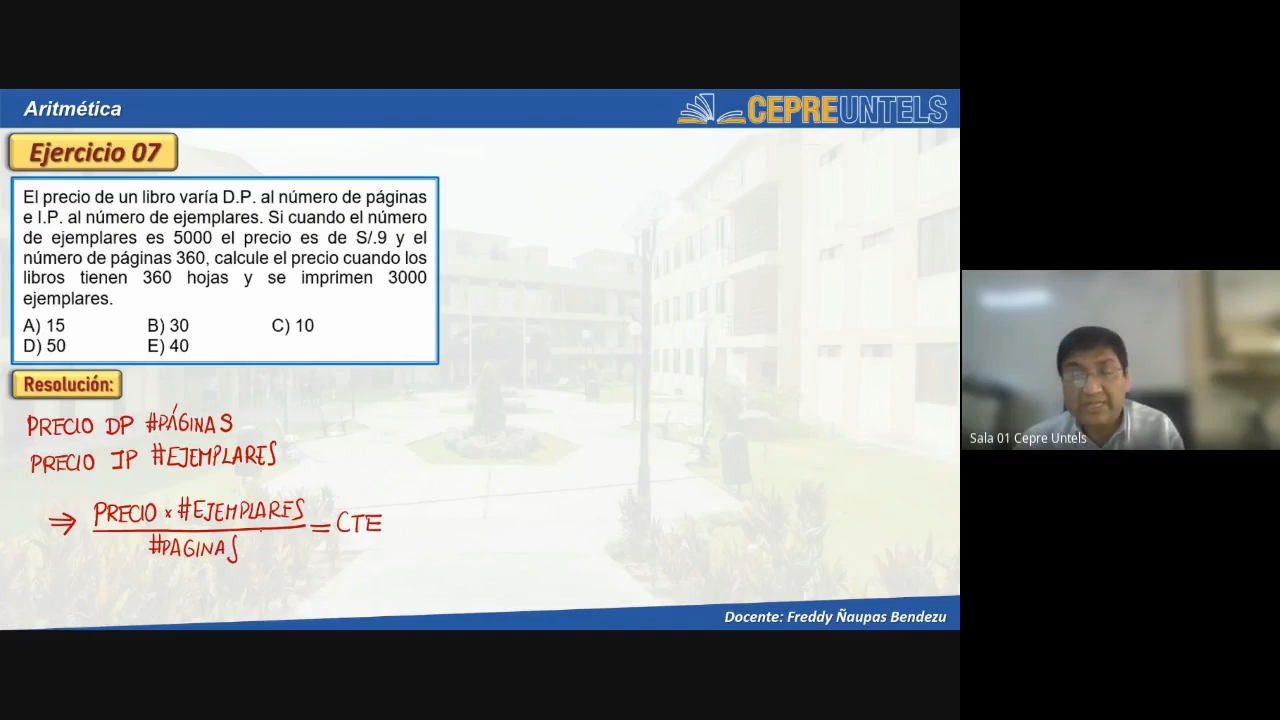 Aritmética
CEPREUNTELS
Ejercicio 07
El precio de un libro varía D.P. al número de páginas
e I.P. al número de ejemplares. Si cuando el número
de ejemplares es 5000 el precio es de S/.9 y el
número de páginas 360, calcule el precio cuando los
libros tienen 360 hojas y se imprimen 3000
ejemplares.
A) 15 B) 30 C) 10
D) 50 E) 40
Resolución:
PRECIO DP #PÁGINAS
PRECIO IP #EJEMPLARES
⇒ PRECIO × #EJEMPLARES
= CTE
#PAGINAS
Docente: Freddy Ñaupas Bendezu
Sala 01 Cepre Untels